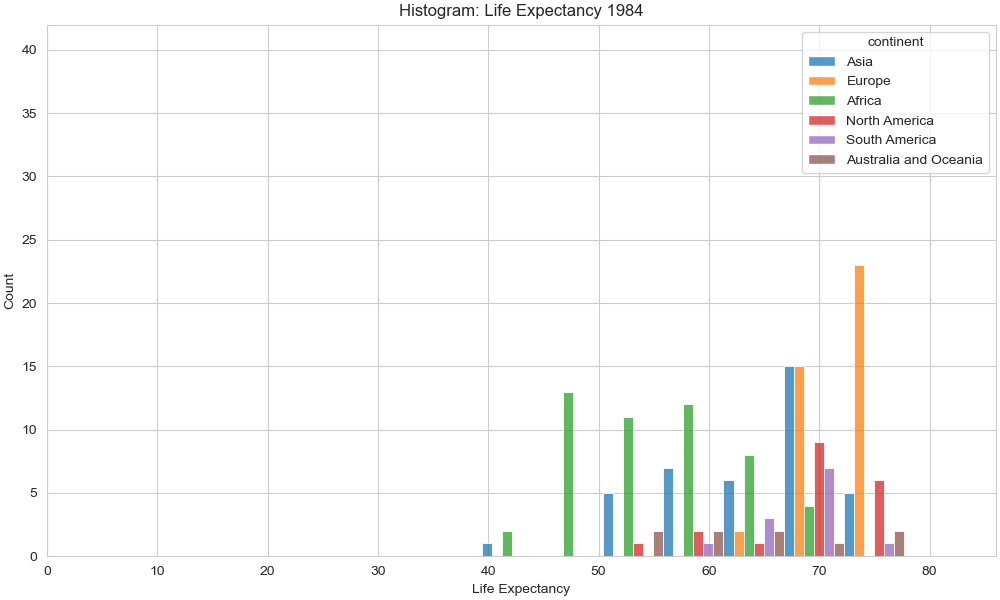 Histogram: Life Expectancy 1984
continent
Asia
Europe
Africa
North America
South America
Australia and Oceania
Count
40
35
30
25
20
15
10
5
0
0 10 20 30 40 50 60 70 80
Life Expectancy